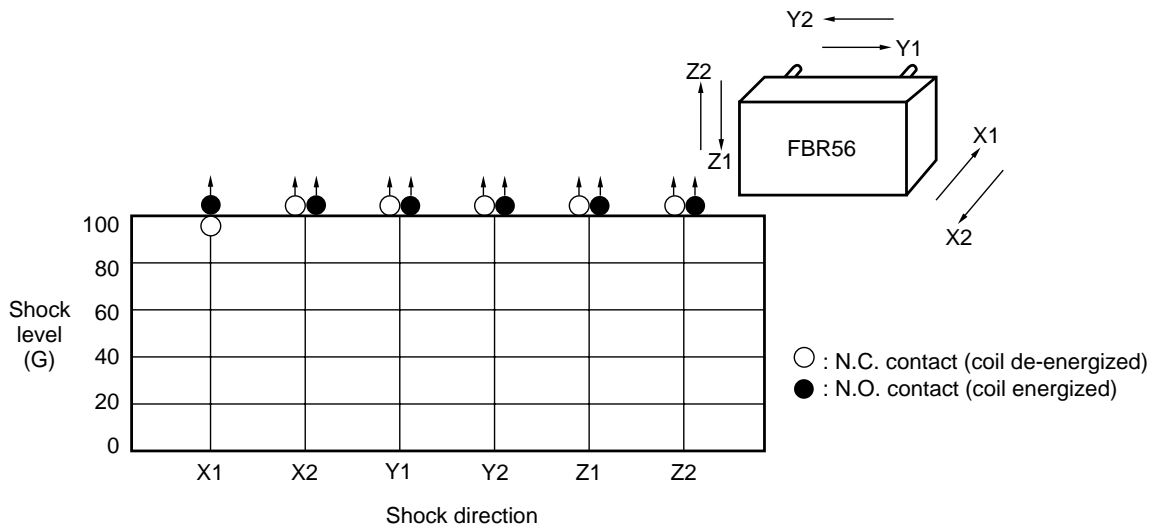 Y2
Y1
Z2
Z1
FBR56
X1
X2
100
80
60
40
20
0
Shock
level
(G)
X1 X2 Y1 Y2 Z1 Z2
Shock direction
: N.C. contact (coil de-energized)
: N.O. contact (coil energized)